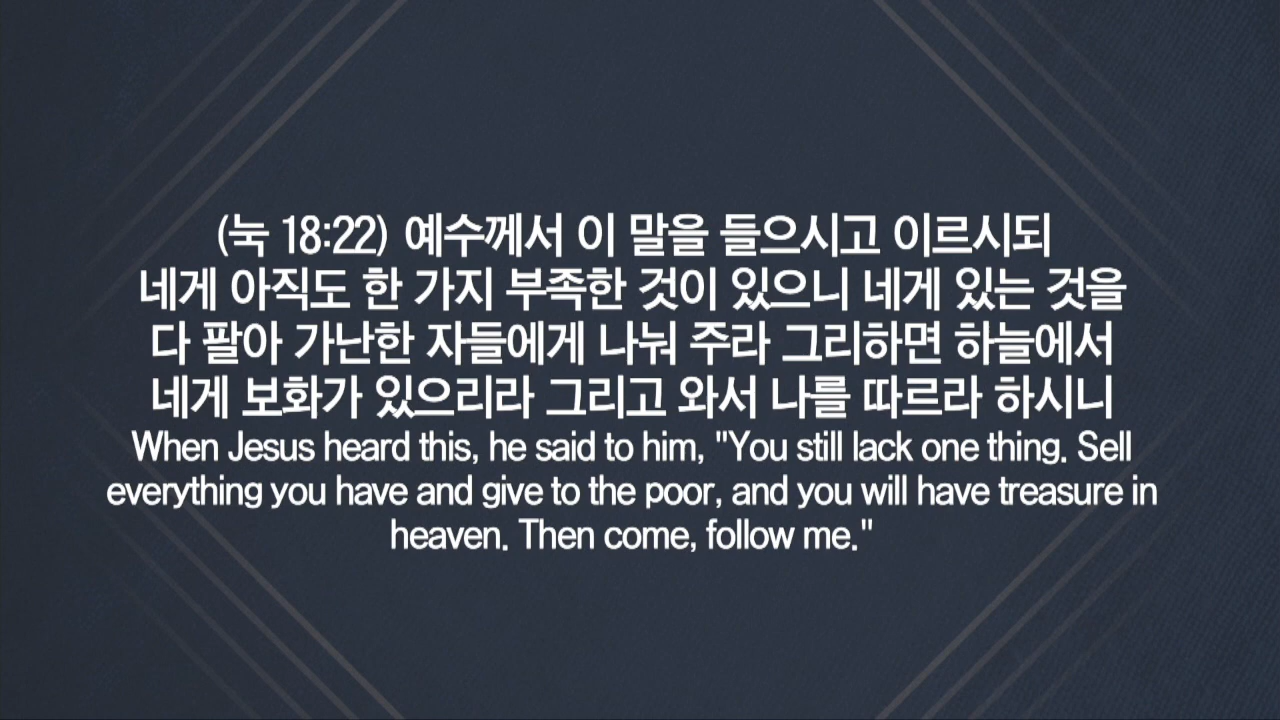 (눅 18:22) 예수께서 이 말을 들으시고 이르시되
네게 아직도 한 가지 부족한 것이 있으니 네게 있는 것을
다 팔아 가난한 자들에게 나눠 주라 그리하면 하늘에서
네게 보화가 있으리라 그리고 와서 나를 따르라 하시니
When Jesus heard this, he said to him, "You still lack one thing. Sell
everything you have and give to the poor, and you will have treasure in
heaven. Then come, follow me."